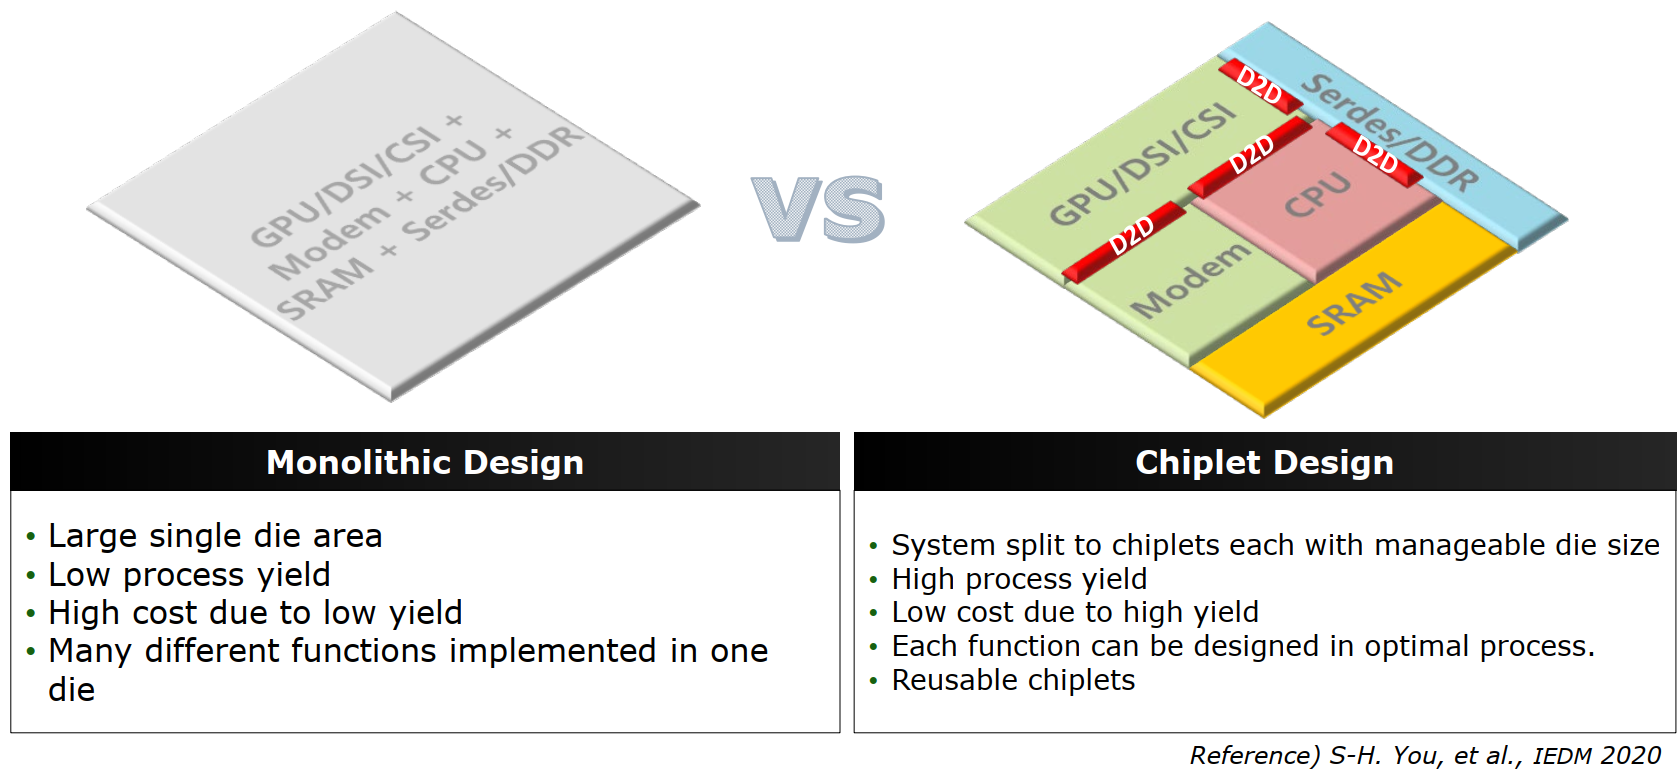 GPU/DSI/CSI +
Modem + CPU +
SRAM + Serdes/DDR
VS
D2D
Serdes/DDR
GPU/DSI/CSI
D2D
D2D
CPU
D2D
Modem
SRAM
Monolithic Design
• Large single die area
• Low process yield
• High cost due to low yield
• Many different functions implemented in one
die
Chiplet Design
• System split to chiplets each with manageable die size
• High process yield
• Low cost due to high yield
• Each function can be designed in optimal process.
• Reusable chiplets
Reference) S-H. You, et al., IEDM 2020